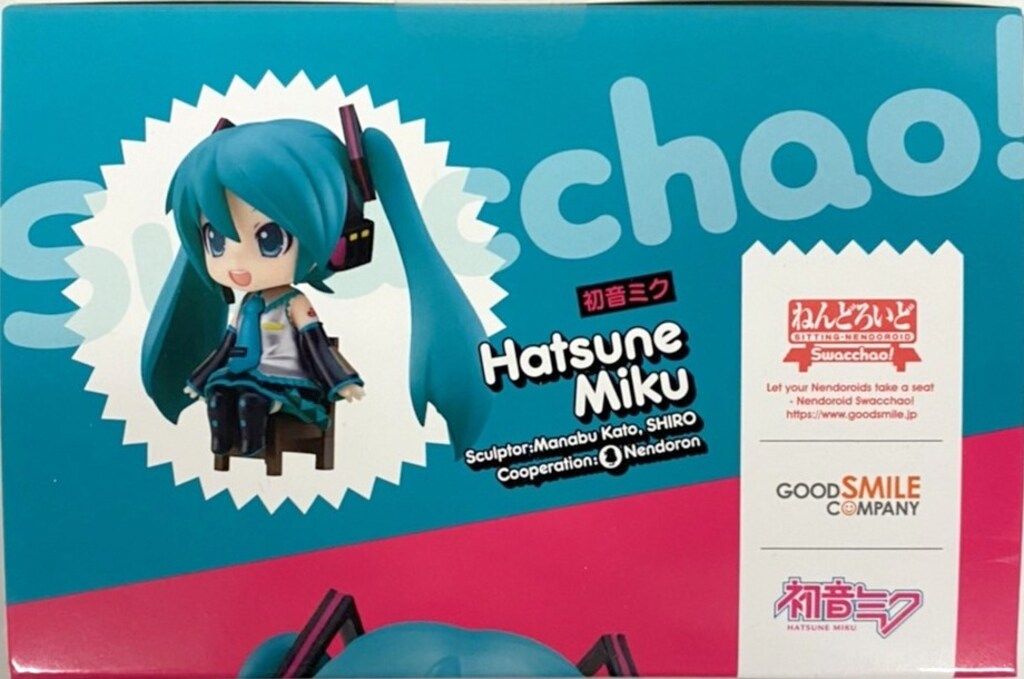 Swacchao!
初音ミク
Hatsune
Miku
Sculptor:Manabu Kato, SHIRO
Cooperation: Nendoron
ねんどろいど
SITTING-NENDOROID
Swacchao!
Let your Nendoroids take a seat
- Nendoroid Swacchao!
https://www.goodsmile.jp
GOOD SMILE
COMPANY
初音ミク
HATSUNE MIKU